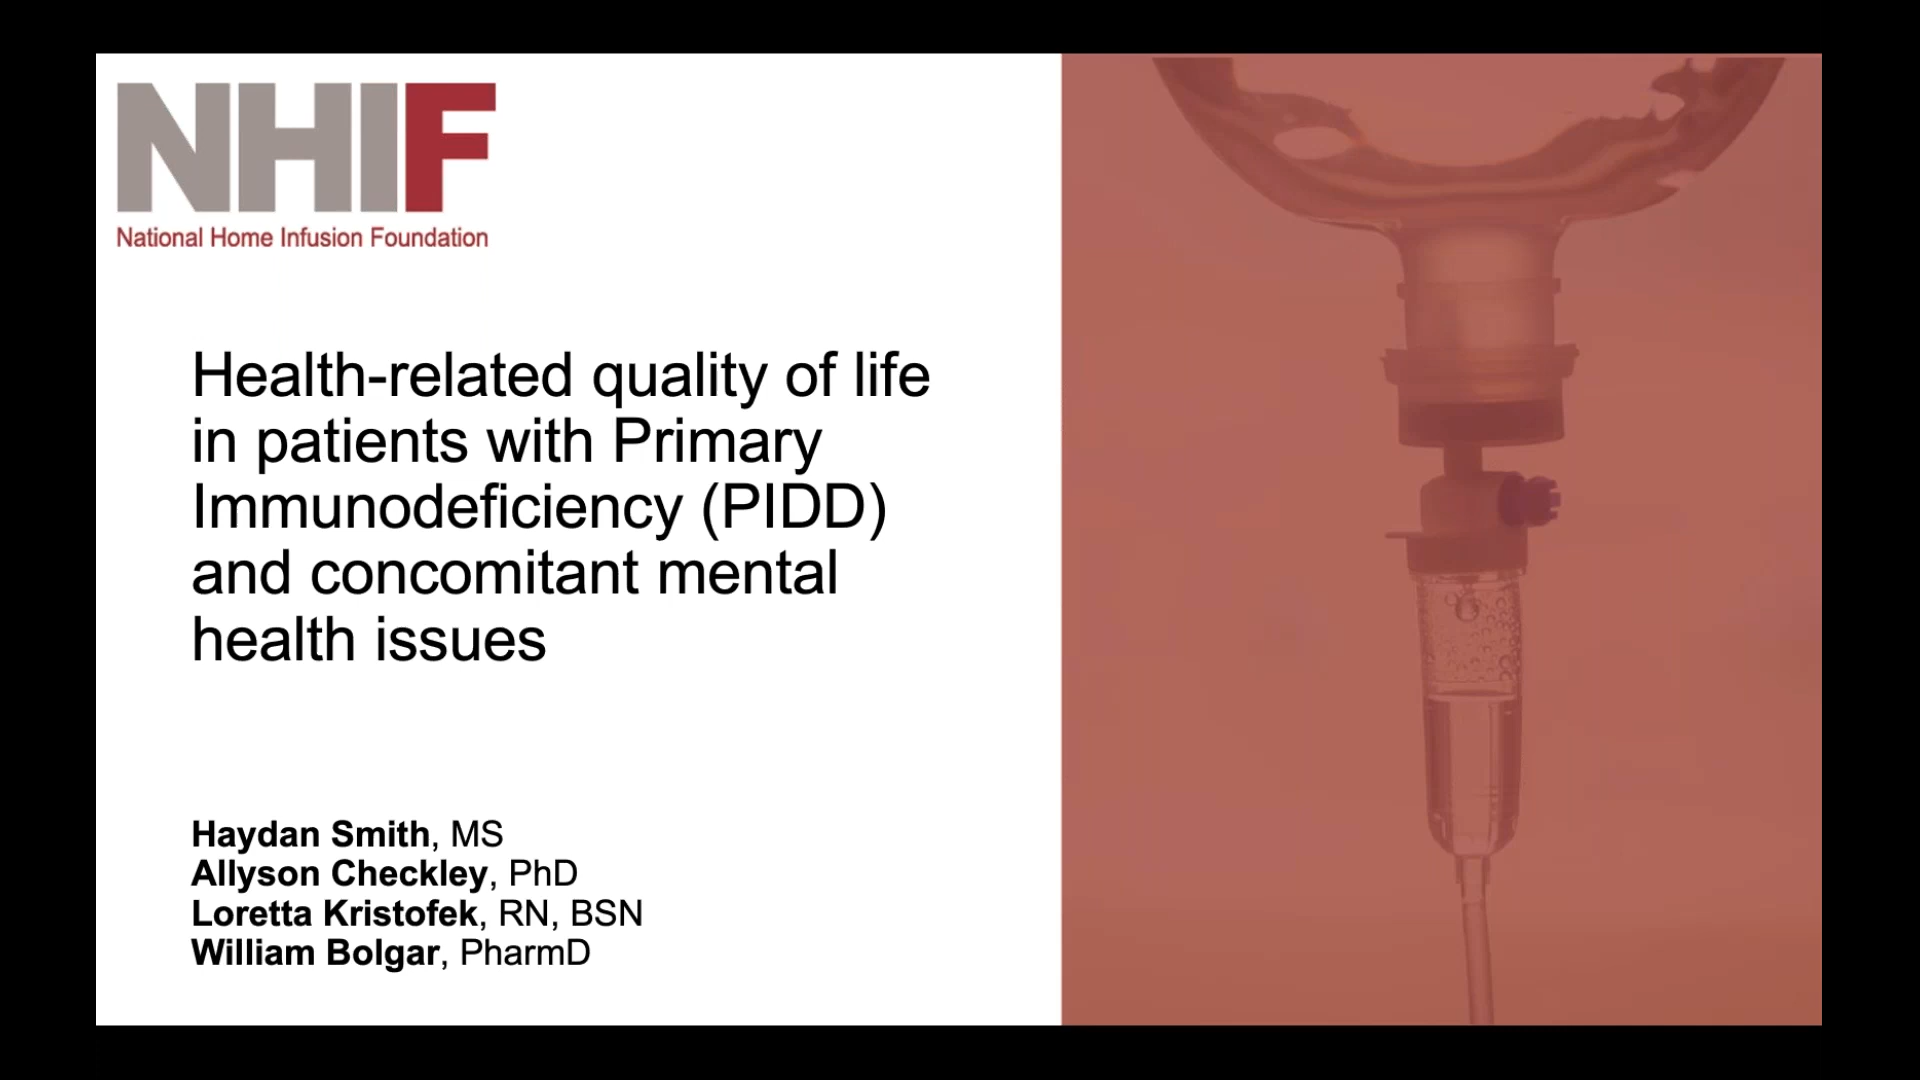 NHIF
National Home Infusion Foundation
Health-related quality of life
in patients with Primary
Immunodeficiency (PIDD)
and concomitant mental
health issues
Haydan Smith, MS
Allyson Checkley, PhD
Loretta Kristofek, RN, BSN
William Bolgar, PharmD